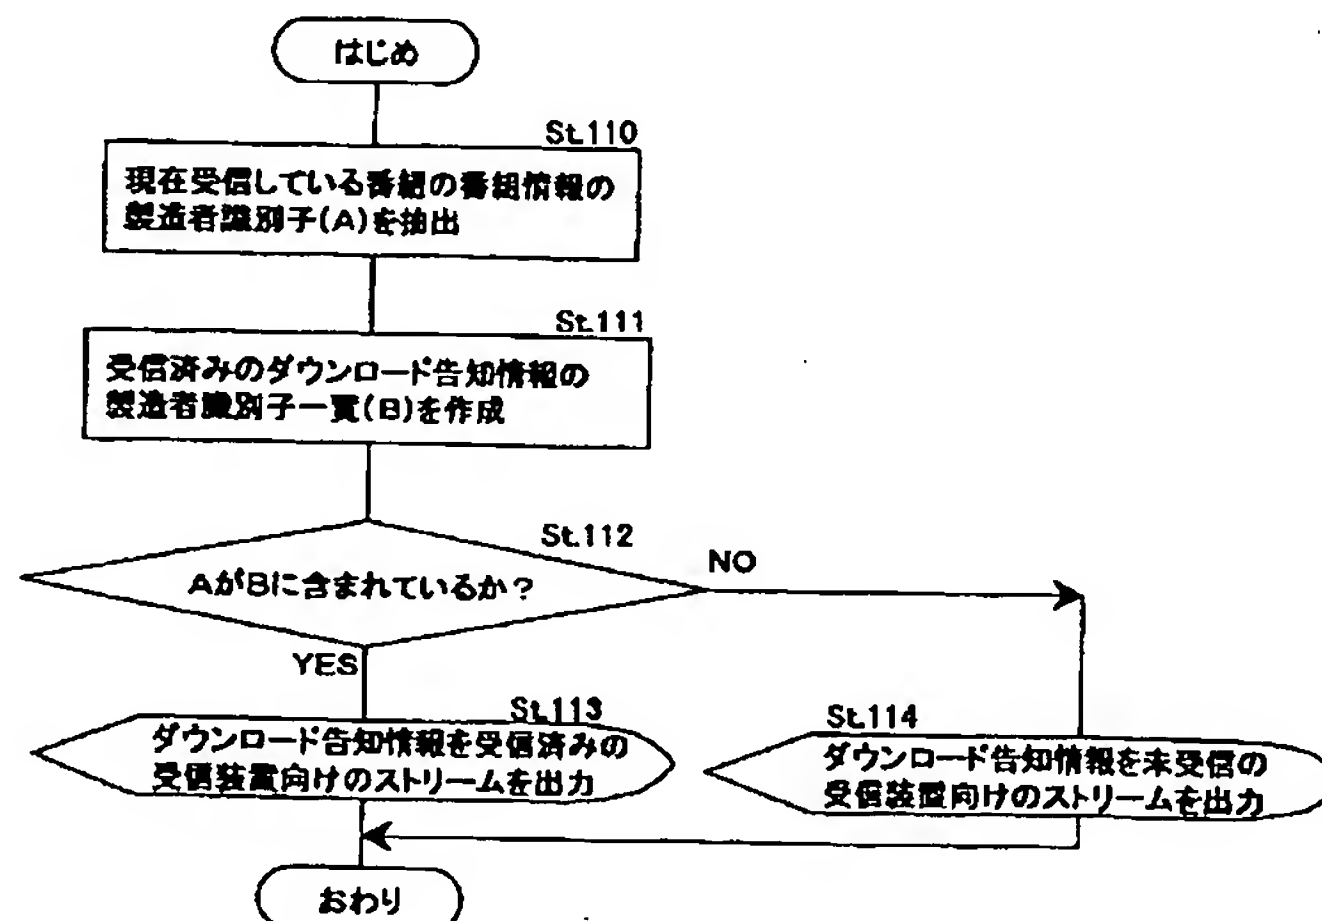 はじめ
St.110
現在受信している番組の番組情報の
製造者識別子(A)を抽出
St.111
受信済みのダウンロード告知情報の
製造者識別子一覧(B)を作成
St.112
AがBに含まれているか?
NO
YES
St.113
ダウンロード告知情報を受信済みの
受信装置向けのストリームを出力
St.114
ダウンロード告知情報を未受信の
受信装置向けのストリームを出力
おわり